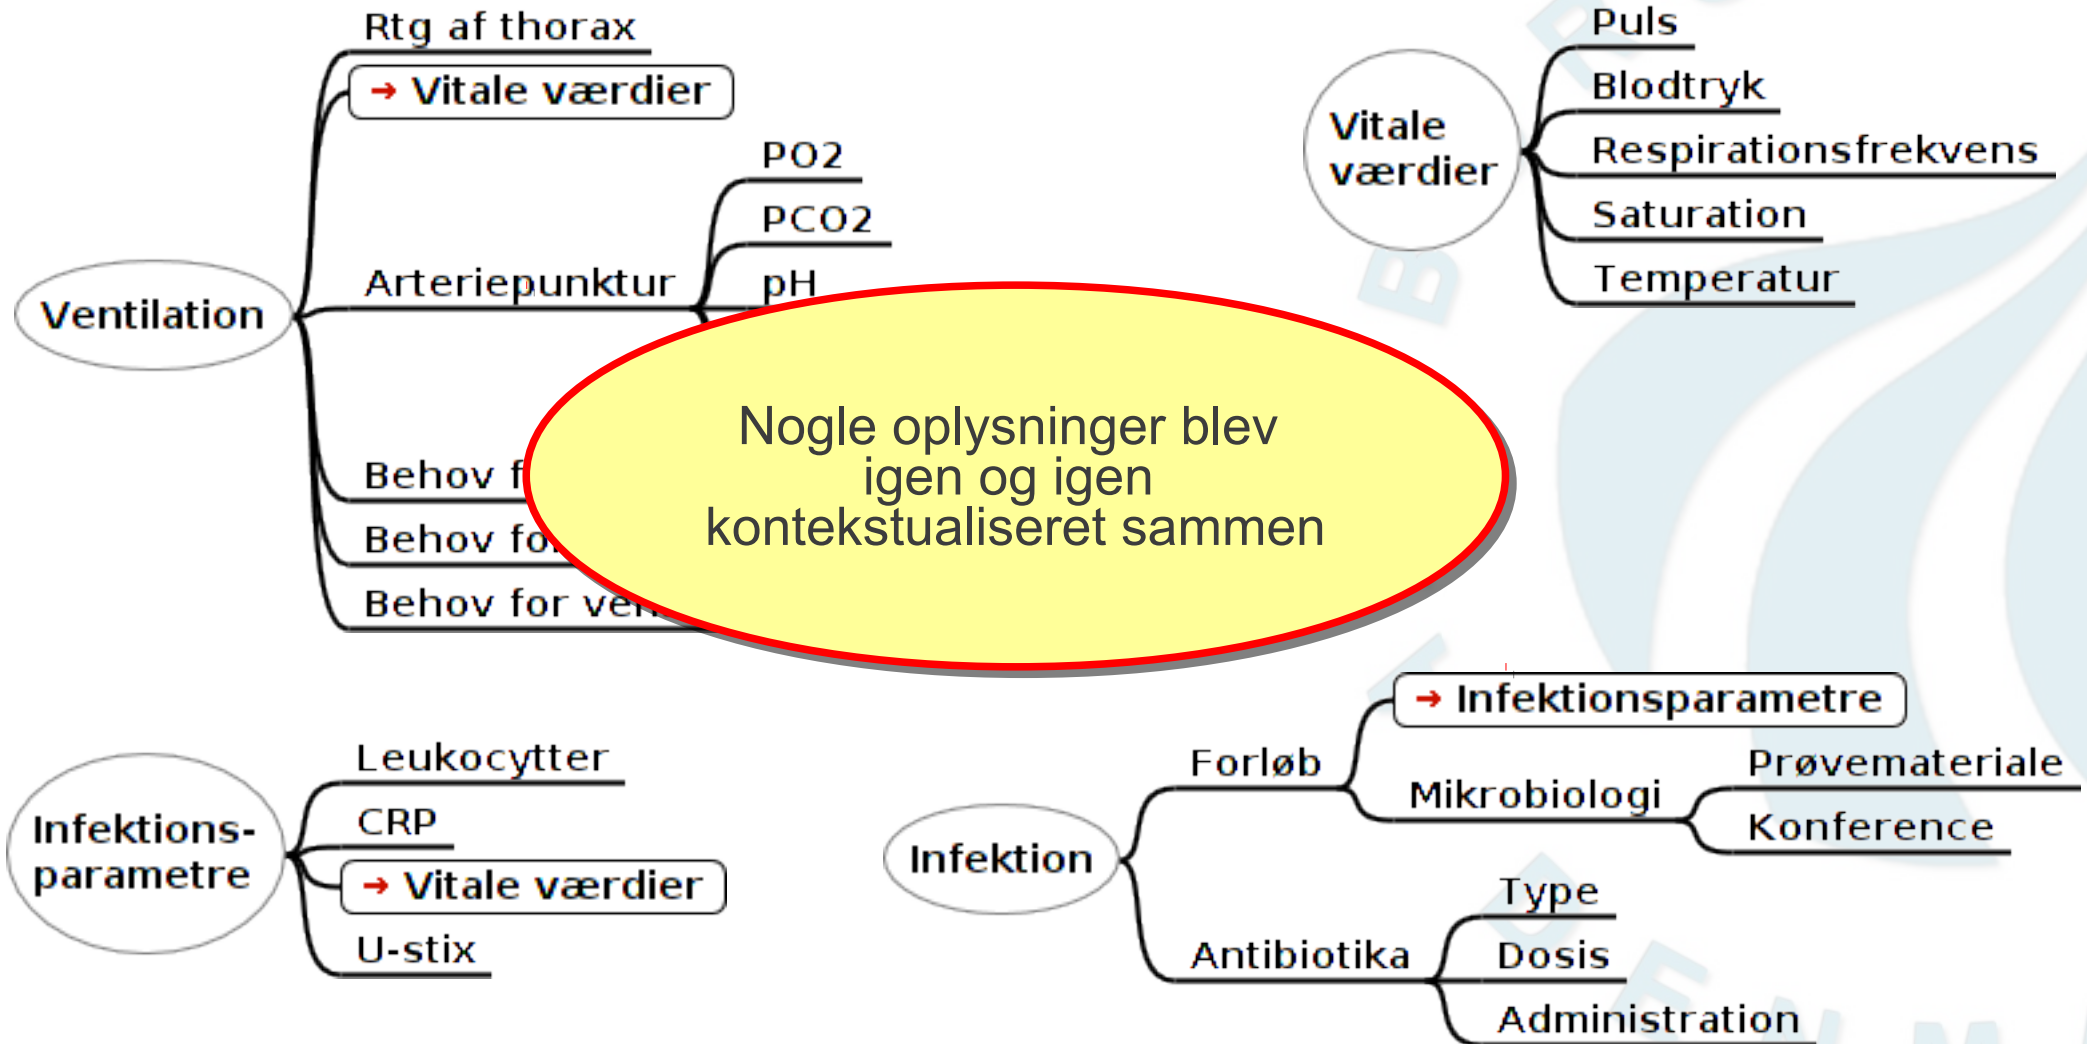 Rtg af thorax
→ Vitale værdier
PO2
PCO2
Arteriepunktur
pH
Ventilation
Behov
Behov
Behov for
Puls
Blodtryk
Vitale
værdier
Respirationsfrekvens
Saturation
Temperatur
Nogle oplysninger blev
igen og igen
kontekstualiseret sammen
Leukocytter
CRP
Infektions-
parametre
→ Vitale værdier
U-stix
→ Infektionsparametre
Forløb
Prøvemateriale
Mikrobiologi
Konference
Infektion
Type
Antibiotika
Dosis
Administration